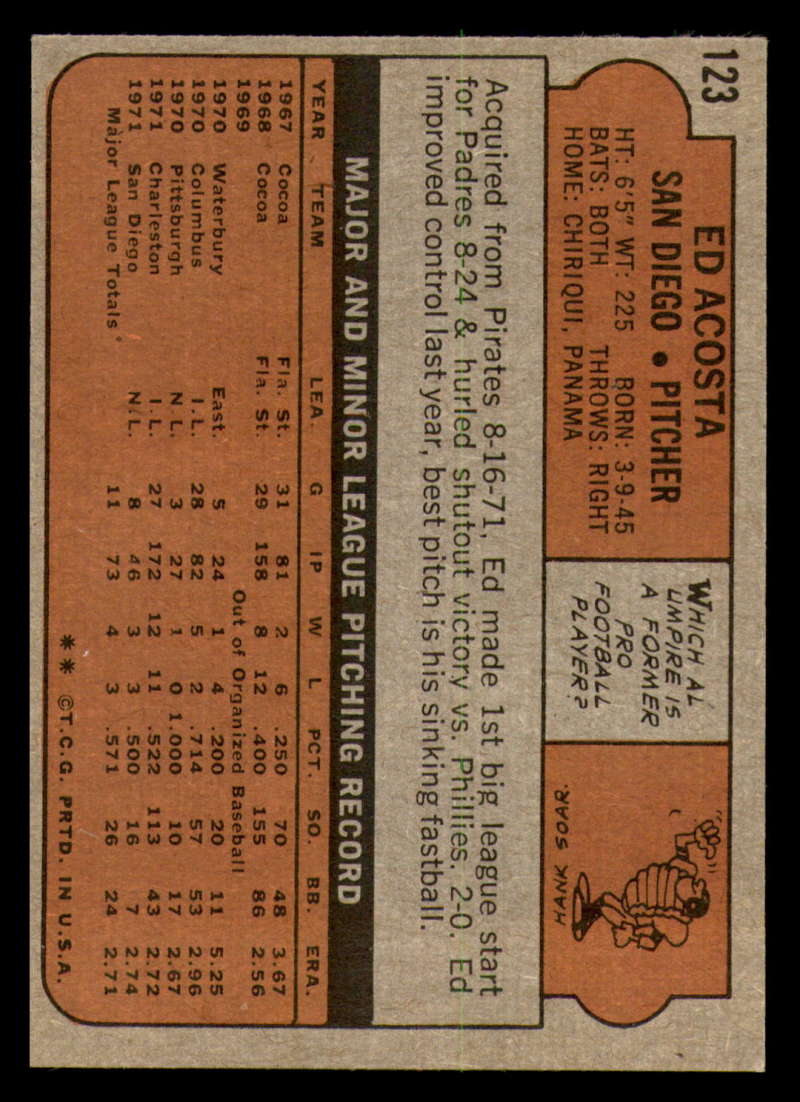 123
ED ACOSTA
SAN DIEGO • PITCHER
HT: 6'5" WT: 225 BORN: 3-9-45
BATS: BOTH THROWS: RIGHT
HOME: CHIRIQUI, PANAMA
WHICH AL
UMPIRE IS
A FORMER
PRO
FOOTBALL
PLAYER?
HANK SOAR.
Acquired from Pirates 8-16-71, Ed made 1st big league start
for Padres 8-24 & hurled shutout victory vs. Phillies, 2-0. Ed
improved control last year, best pitch is his sinking fastball.
MAJOR AND MINOR LEAGUE PITCHING RECORD
YEAR TEAM LEA. G IP W L PCT. SO. BB. ERA.
1967 Cocoa Fla. St. 31 81 2 6 .250 70 48 3.67
1968 Cocoa Fla. St. 29 158 8 12 .400 155 86 2.56
1969 Out of Organized Baseball
1970 Waterbury East. 5 24 1 4 .200 20 11 5.25
1970 Columbus I.L. 28 82 5 2 .714 57 53 2.96
1970 Pittsburgh N.L. 3 27 1 0 1.000 10 17 2.67
1971 Charleston I.L. 27 172 12 11 .522 113 43 2.72
1971 San Diego N.L. 8 46 3 3 .500 16 7 2.74
Major League Totals 11 73 4 3 .571 26 24 2.71
** ©T.C.G. PRTD. IN U.S.A.